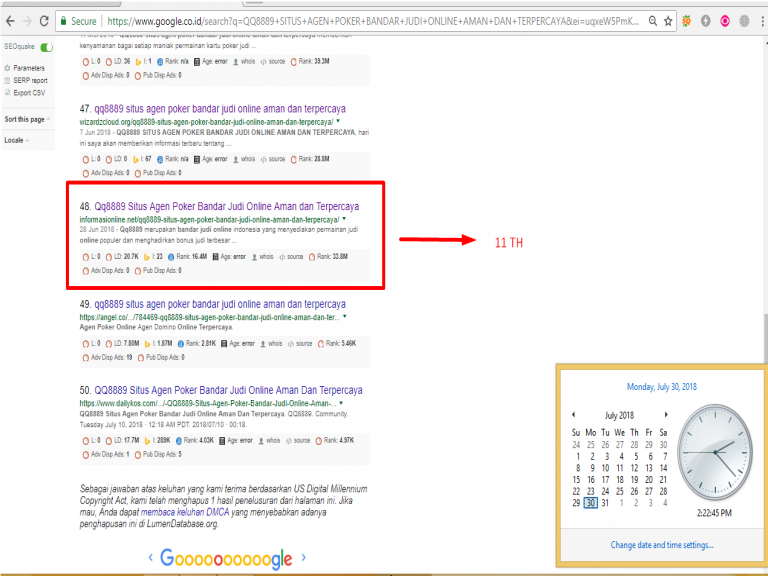 Secure | https://www.google.co.id/search?q=QQ8889+SITUS+AGEN+POKER+BANDAR+JUDI+ONLINE+AMAN+DAN+TERPERCAYA&ei=uqxeW5PmK...
SEOquake
Parameters
SERP report
Export CSV
Sort this page
Locale
kenyamanan bagai setiap maniak permainan kartu poker judi ...
L: 0 LD: 36 I: 1 Rank: n/a Age: error whois source Rank: 39.3M
Adv Disp Ads: 0 Pub Disp Ads: 0
47. qq8889 situs agen poker bandar judi online aman dan terpercaya
wizardzcloud.org/qq8889-situs-agen-poker-bandar-judi-online-aman-dan-terpercaya/
7 Jun 2018 - QQ8889 SITUS AGEN POKER BANDAR JUDI ONLINE AMAN DAN TERPERCAYA, hari
ini saya akan memberikan informasi terbaru tentang ...
L: 0 LD: 0 I: 67 Rank: n/a Age: error whois source Rank: 28.8M
Adv Disp Ads: 0 Pub Disp Ads: 0
48. Qq8889 Situs Agen Poker Bandar Judi Online Aman dan Terpercaya
informasionline.net/qq8889-situs-agen-poker-bandar-judi-online-aman-dan-terpercaya/
28 Jun 2018 - Qq8889 merupakan bandar judi online indonesia yang menyediakan permainan judi
online populer dan menghadirkan bonus judi terbesar ...
L: 0 LD: 20.7K I: 23 Rank: 16.4M Age: error whois source Rank: 33.8M
Adv Disp Ads: 0 Pub Disp Ads: 0
11 TH
49. qq8889 situs agen poker bandar judi online aman dan terpercaya
https://angel.co/.../784469-qq8889-situs-agen-poker-bandar-judi-online-aman-dan-ter...
Agen Poker Online Agen Domino Online Terpercaya.
L: 0 LD: 7.80M I: 1.87M Rank: 2.81K Age: error whois source Rank: 5.46K
Adv Disp Ads: 19 Pub Disp Ads: 0
50. QQ8889 Situs Agen Poker Bandar Judi Online Aman Dan Terpercaya
https://www.dailykos.com/.../-QQ8889-Situs-Agen-Poker-Bandar-Judi-Online-Aman-...
QQ8889 Situs Agen Poker Bandar Judi Online Aman Dan Terpercaya. QQ8889. Community.
Tuesday July 10, 2018 · 12:18 AM PDT. 2018/07/10 · 00:18.
L: 0 LD: 17.7M I: 289K Rank: 4.03K Age: error whois source Rank: 4.97K
Adv Disp Ads: 1 Pub Disp Ads: 5
Sebagai jawaban atas keluhan yang kami terima berdasarkan US Digital Millennium
Copyright Act, kami telah menghapus 1 hasil penelusuran dari halaman ini. Jika
mau, Anda dapat membaca keluhan DMCA yang menyebabkan adanya
penghapusan ini di LumenDatabase.org.
Goooooooooogle
Monday, July 30, 2018
July 2018
Su Mo Tu We Th Fr Sa
24 25 26 27 28 29 30
1 2 3 4 5 6 7
8 9 10 11 12 13 14
15 16 17 18 19 20 21
22 23 24 25 26 27 28
29 30 31 1 2 3 4
2:22:45 PM
Change date and time settings...